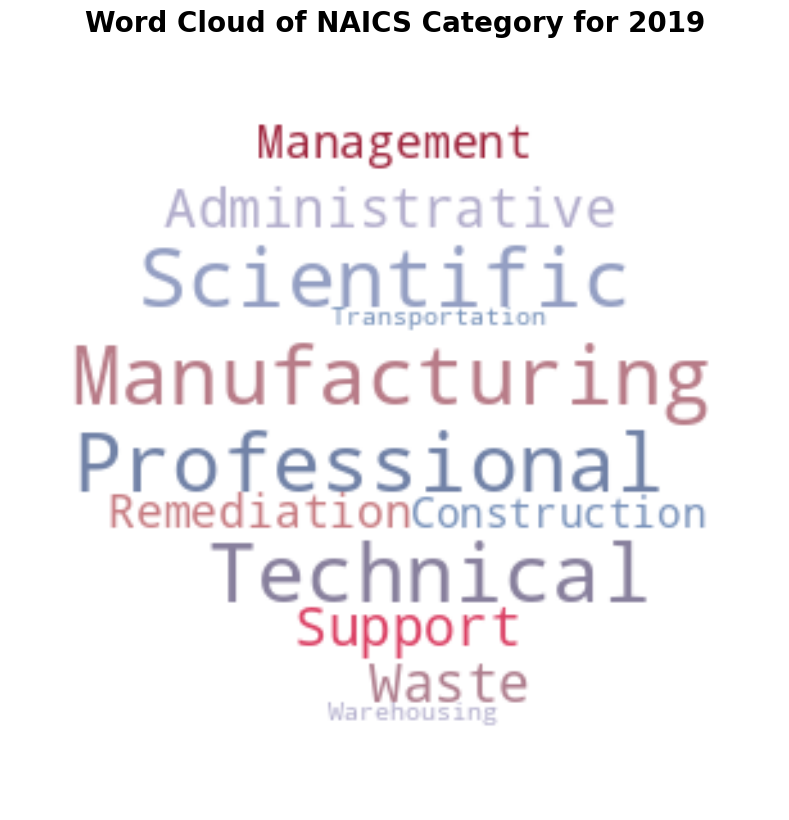 Word Cloud of NAICS Category for 2019
Management
Administrative
Scientific
Transportation
Manufacturing
Professional
Remediation Construction
Technical
Support
Waste
Warehousing